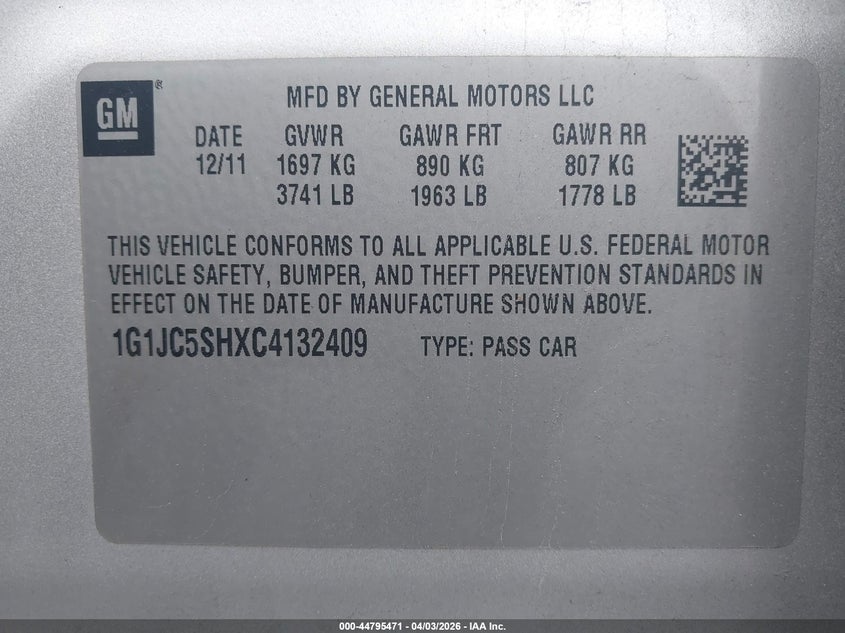 GM®
MFD BY GENERAL MOTORS LLC
DATE GVWR GAWR FRT GAWR RR
12/11 1697 KG 890 KG 807 KG
3741 LB 1963 LB 1778 LB
THIS VEHICLE CONFORMS TO ALL APPLICABLE U.S. FEDERAL MOTOR
VEHICLE SAFETY, BUMPER, AND THEFT PREVENTION STANDARDS IN
EFFECT ON THE DATE OF MANUFACTURE SHOWN ABOVE.
1G1JC5SHXC4132409 TYPE: PASS CAR
000-44795471 | 04/03/2026 - IAA Inc.